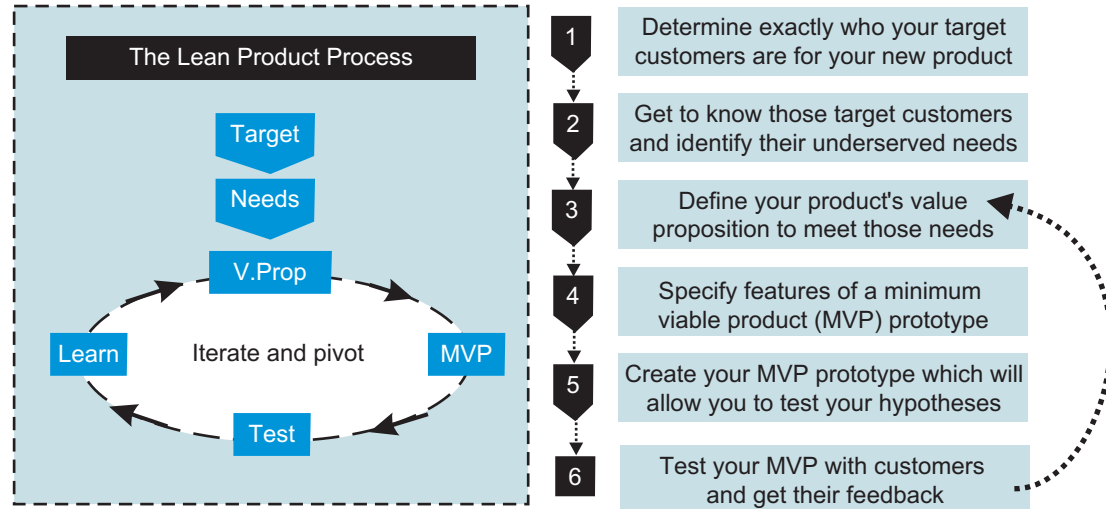 The Lean Product Process
Target
Needs
V.Prop
Learn
Iterate and pivot
MVP
Test
1
Determine exactly who your target
customers are for your new product
2
Get to know those target customers
and identify their underserved needs
3
Define your product's value
proposition to meet those needs
4
Specify features of a minimum
viable product (MVP) prototype
5
Create your MVP prototype which will
allow you to test your hypotheses
6
Test your MVP with customers
and get their feedback